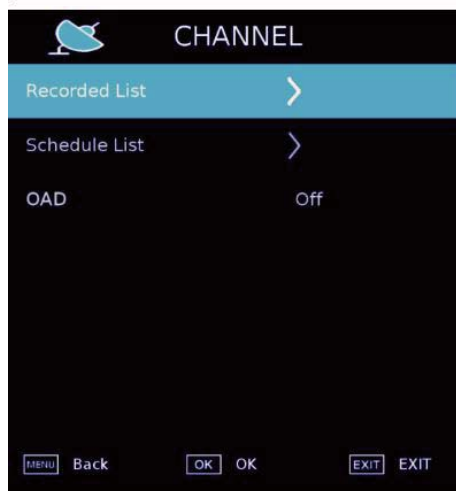 CHANNEL
Recorded List
Schedule List
OAD Off
MENU Back OK OK EXIT EXIT